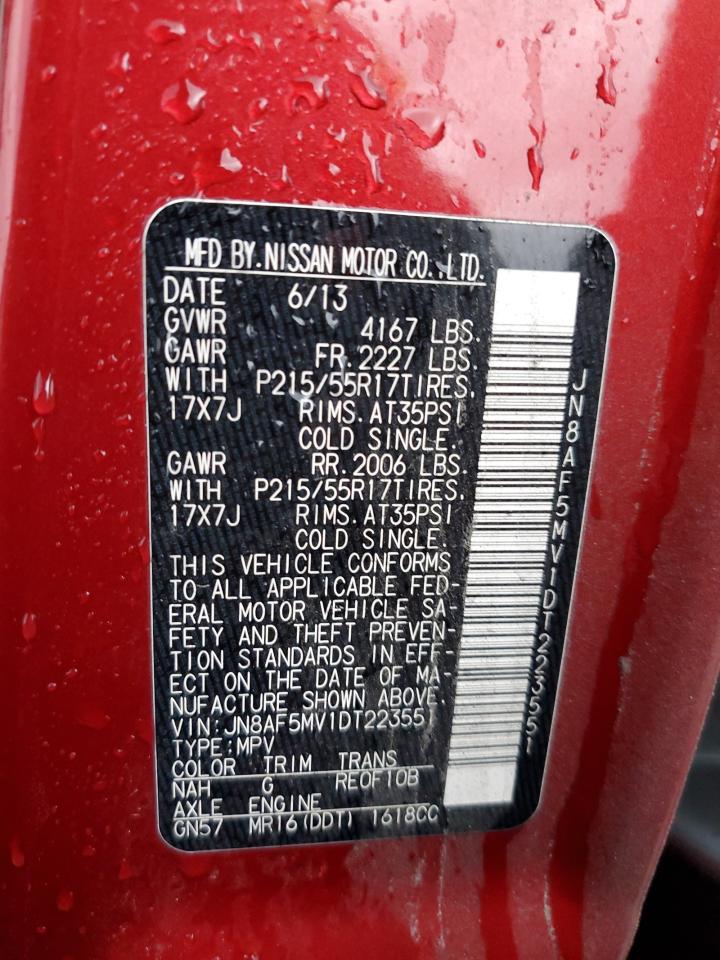 MFD BY.NISSAN MOTOR CO.,LTD.
DATE 6/13
GVWR 4167 LBS.
GAWR FR.2227 LBS.
WITH P215/55R17TIRES.
17X7J RIMS.AT35PSI
COLD SINGLE.
GAWR RR.2006 LBS.
WITH P215/55R17TIRES.
17X7J RIMS.AT35PSI
COLD SINGLE.
THIS VEHICLE CONFORMS
TO ALL APPLICABLE FED-
ERAL MOTOR VEHICLE SA-
FETY AND THEFT PREVEN-
TION STANDARDS IN EFF-
ECT ON THE DATE OF MA-
NUFACTURE SHOWN ABOVE.
VIN:JN8AF5MV1DT223551
TYPE:MPV
COLOR TRIM TRANS
NAH G RE0F10B
AXLE ENGINE
GN57 MR16(DDT) 1618CC
JN8AF5MV1DT223551